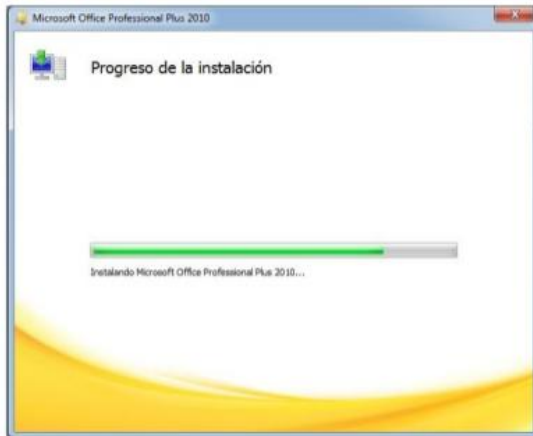 Microsoft Office Professional Plus 2010
Progreso de la instalación
Instalando Microsoft Office Professional Plus 2010...